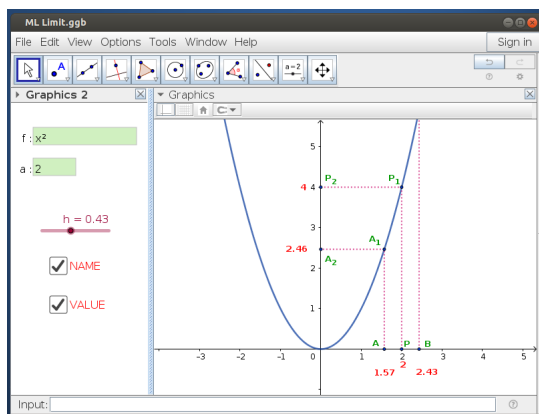 ML Limit.ggb
File Edit View Options Tools Window Help
Sign in
A
a=2
Graphics 2
Graphics
f : x²
a : 2
h = 0.43
NAME
VALUE
5
4 4 P₂ P₁
3
2.46 A₂ A₁
2
1
A P B
-3 -2 -1 0 1 2 3 4 5
1.57 2 2.43
Input: